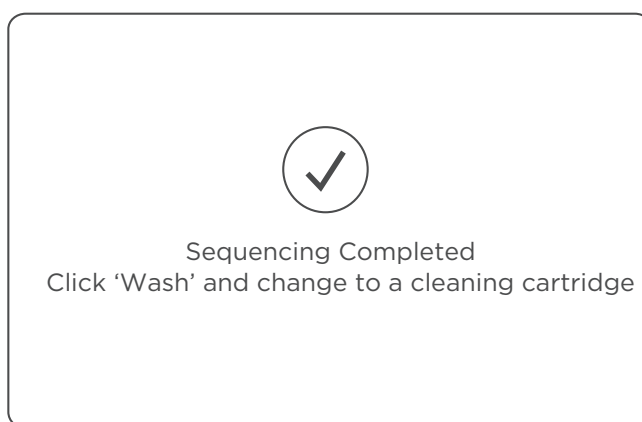 Sequencing Completed
Click ‘Wash’ and change to a cleaning cartridge